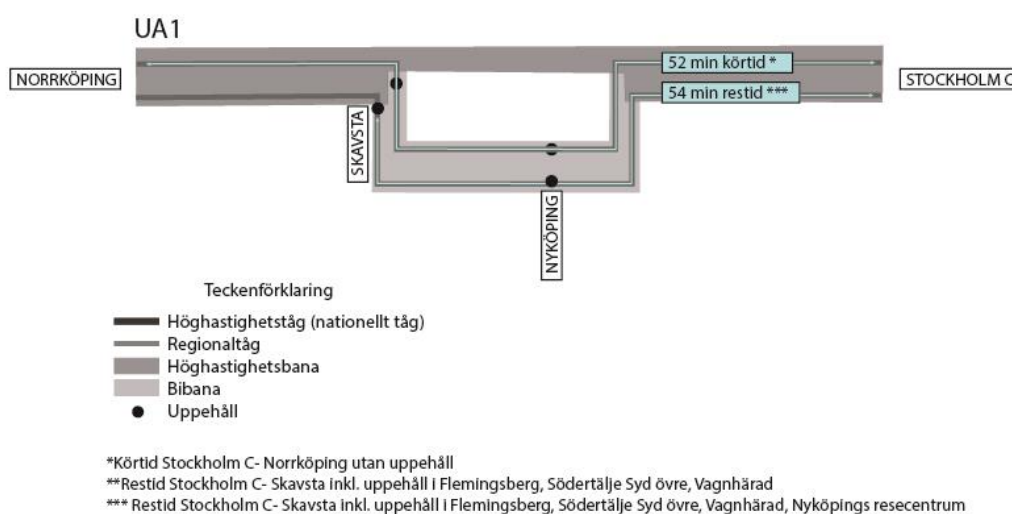 UA1
NORRKÖPING
52 min körtid *
54 min restid ***
STOCKHOLM C
SKAVSTA
NYKÖPING
Teckenförklaring
Höghastighetståg (nationellt tåg)
Regionaltåg
Höghastighetsbana
Bibana
Uppehåll
*Körtid Stockholm C- Norrköping utan uppehåll
**Restid Stockholm C- Skavsta inkl. uppehåll i Flemingsberg, Södertälje Syd övre, Vagnhärad
*** Restid Stockholm C- Skavsta inkl. uppehåll i Flemingsberg, Södertälje Syd övre, Vagnhärad, Nyköpings resecentrum